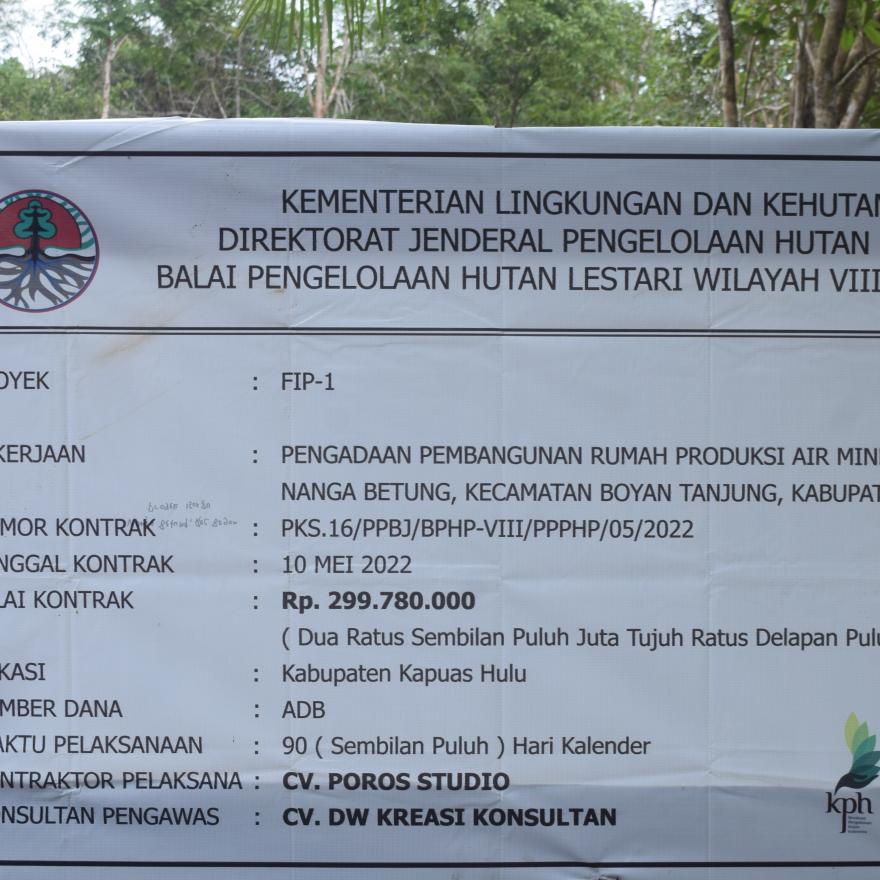 KEMENTERIAN LINGKUNGAN DAN KEHUTAN
DIREKTORAT JENDERAL PENGELOLAAN HUTAN
BALAI PENGELOLAAN HUTAN LESTARI WILAYAH VIII
OYEK : FIP-1
KERJAAN : PENGADAAN PEMBANGUNAN RUMAH PRODUKSI AIR MIN
NANGA BETUNG, KECAMATAN BOYAN TANJUNG, KABUPAT
MOR KONTRAK : PKS.16/PPBJ/BPHP-VIII/PPPHP/05/2022
NGGAL KONTRAK : 10 MEI 2022
LAI KONTRAK : Rp. 299.780.000
( Dua Ratus Sembilan Puluh Juta Tujuh Ratus Delapan Pulu
KASI : Kabupaten Kapuas Hulu
MBER DANA : ADB
AKTU PELAKSANAAN : 90 ( Sembilan Puluh ) Hari Kalender
NTRAKTOR PELAKSANA : CV. POROS STUDIO
NSULTAN PENGAWAS : CV. DW KREASI KONSULTAN
kph